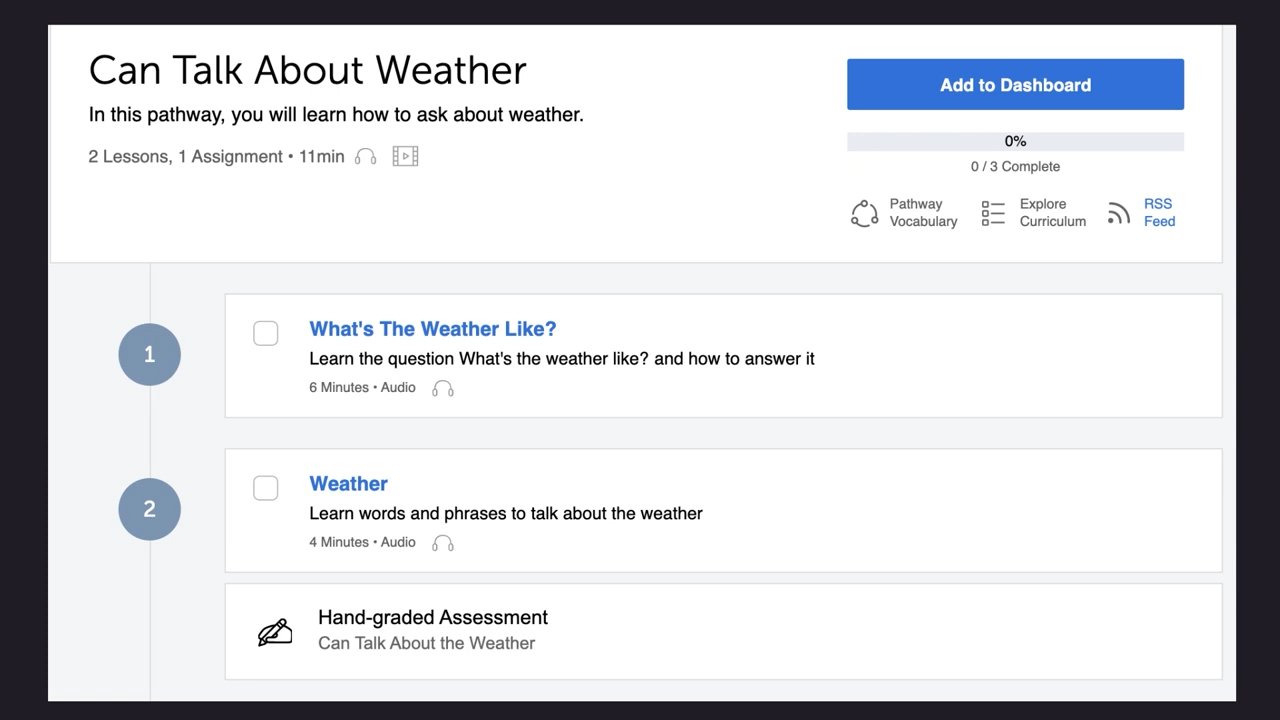 Can Talk About Weather
In this pathway, you will learn how to ask about weather.
2 Lessons, 1 Assignment • 11min
Add to Dashboard
0%
0 / 3 Complete
Pathway
Vocabulary
Explore
Curriculum
RSS
Feed
1
What's The Weather Like?
Learn the question What's the weather like? and how to answer it
6 Minutes • Audio
2
Weather
Learn words and phrases to talk about the weather
4 Minutes • Audio
Hand-graded Assessment
Can Talk About the Weather